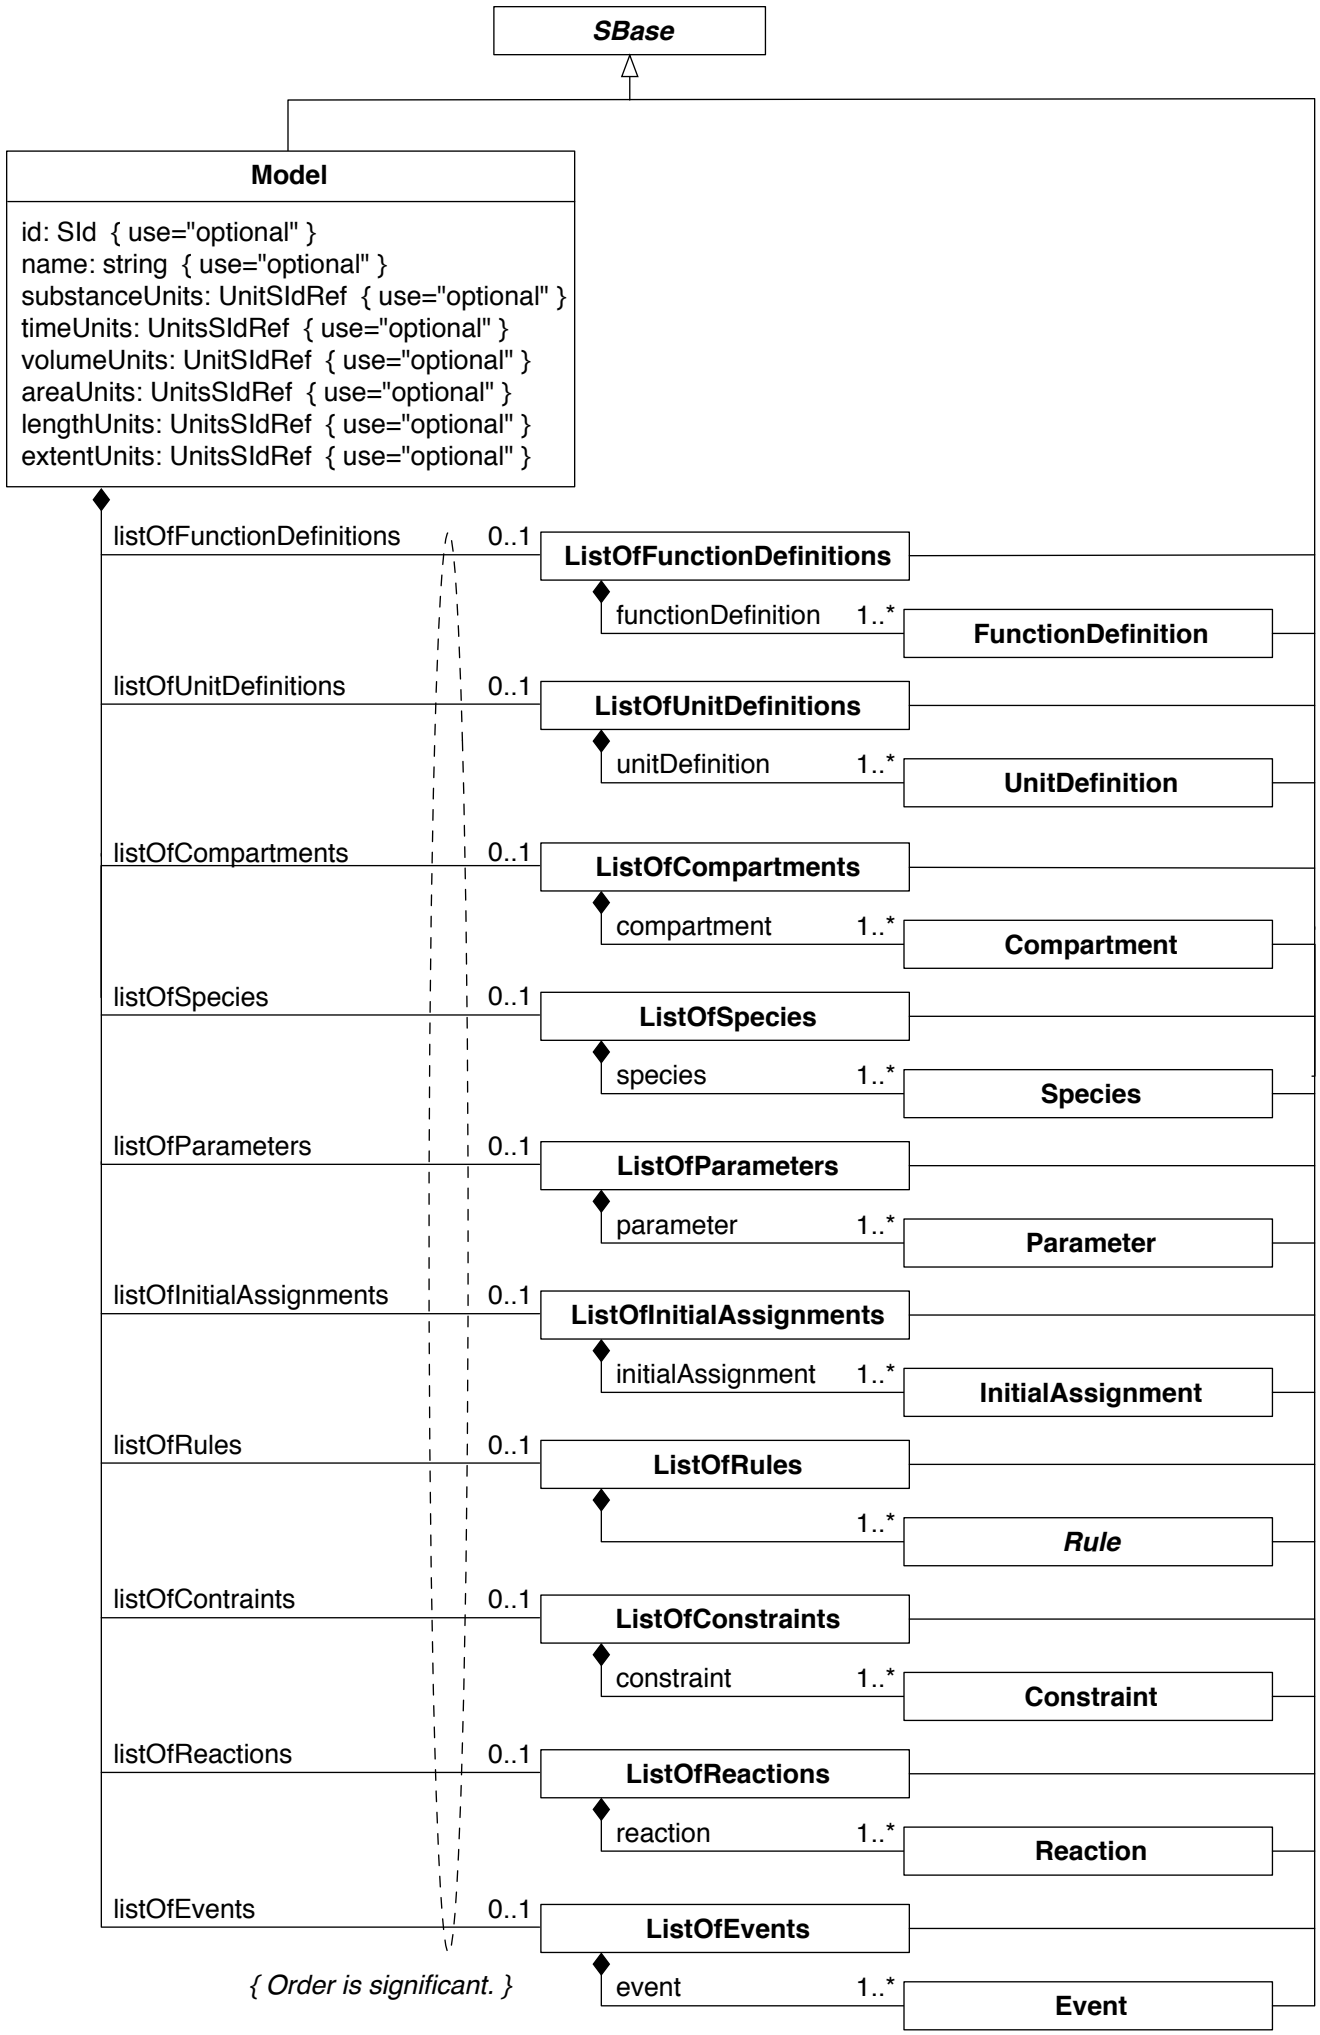 SBase
Model
id: SId { use="optional" }
name: string { use="optional" }
substanceUnits: UnitSIdRef { use="optional" }
timeUnits: UnitsSIdRef { use="optional" }
volumeUnits: UnitSIdRef { use="optional" }
areaUnits: UnitsSIdRef { use="optional" }
lengthUnits: UnitsSIdRef { use="optional" }
extentUnits: UnitsSIdRef { use="optional" }
listOfFunctionDefinitions 0..1 ListOfFunctionDefinitions
functionDefinition 1..* FunctionDefinition
listOfUnitDefinitions 0..1 ListOfUnitDefinitions
unitDefinition 1..* UnitDefinition
listOfCompartments 0..1 ListOfCompartments
compartment 1..* Compartment
listOfSpecies 0..1 ListOfSpecies
species 1..* Species
listOfParameters 0..1 ListOfParameters
parameter 1..* Parameter
listOfInitialAssignments 0..1 ListOfInitialAssignments
initialAssignment 1..* InitialAssignment
listOfRules 0..1 ListOfRules
1..* Rule
listOfContraints 0..1 ListOfConstraints
constraint 1..* Constraint
listOfReactions 0..1 ListOfReactions
reaction 1..* Reaction
listOfEvents 0..1 ListOfEvents
{ Order is significant. } event 1..* Event